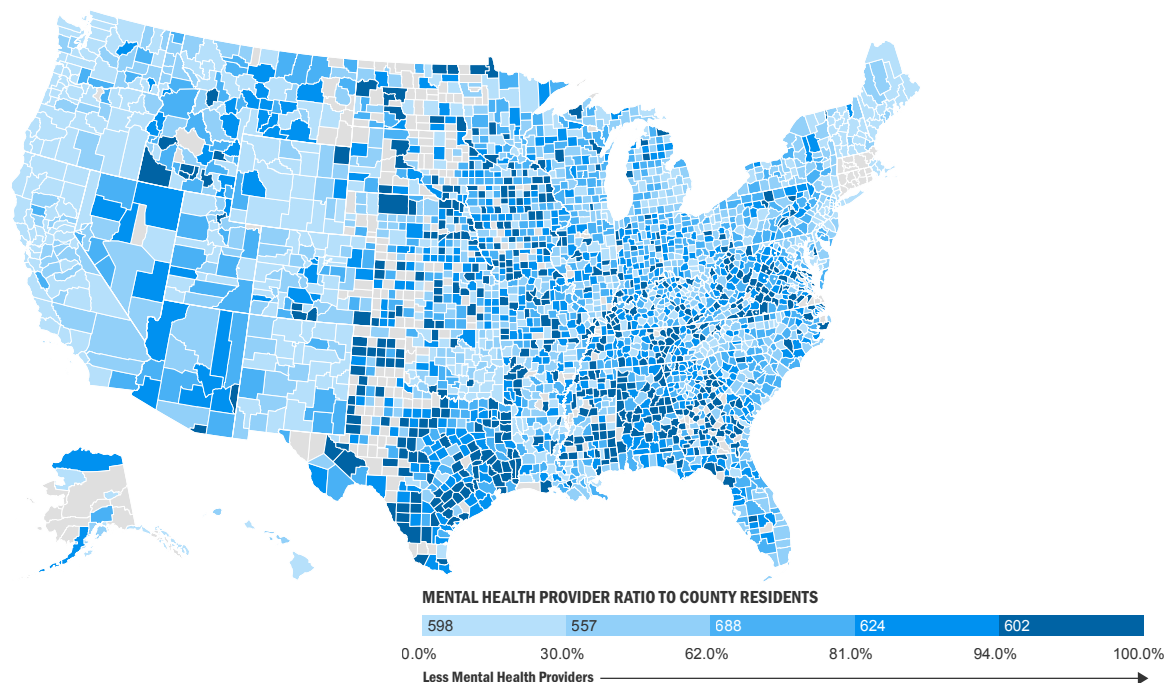 MENTAL HEALTH PROVIDER RATIO TO COUNTY RESIDENTS
598 557 688 624 602
0.0% 30.0% 62.0% 81.0% 94.0% 100.0%
Less Mental Health Providers